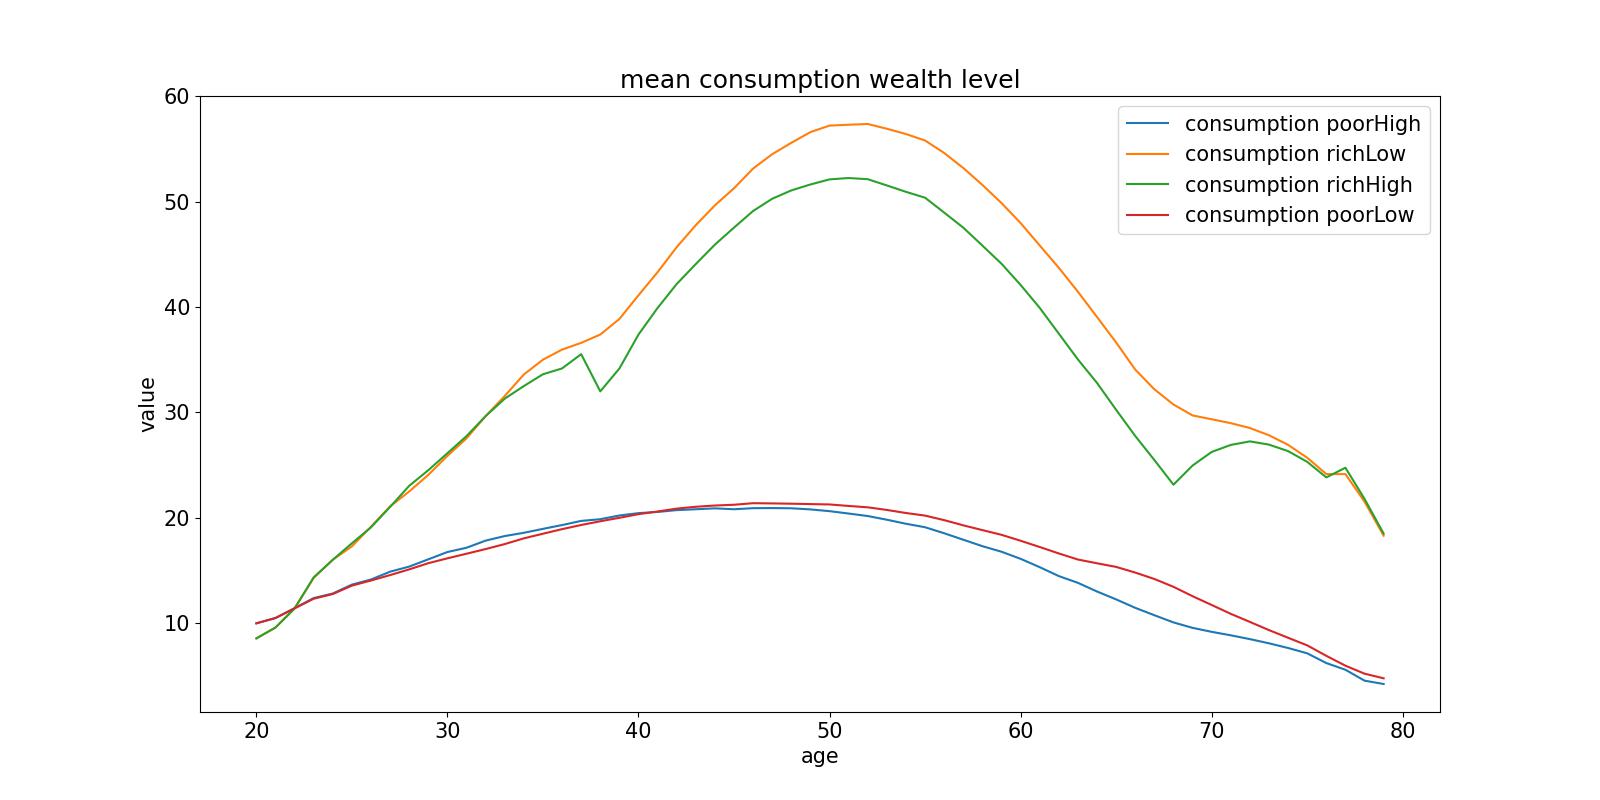 mean consumption wealth level
60
50
40
30
20
10
value
20 30 40 50 60 70 80
age
consumption poorHigh
consumption richLow
consumption richHigh
consumption poorLow